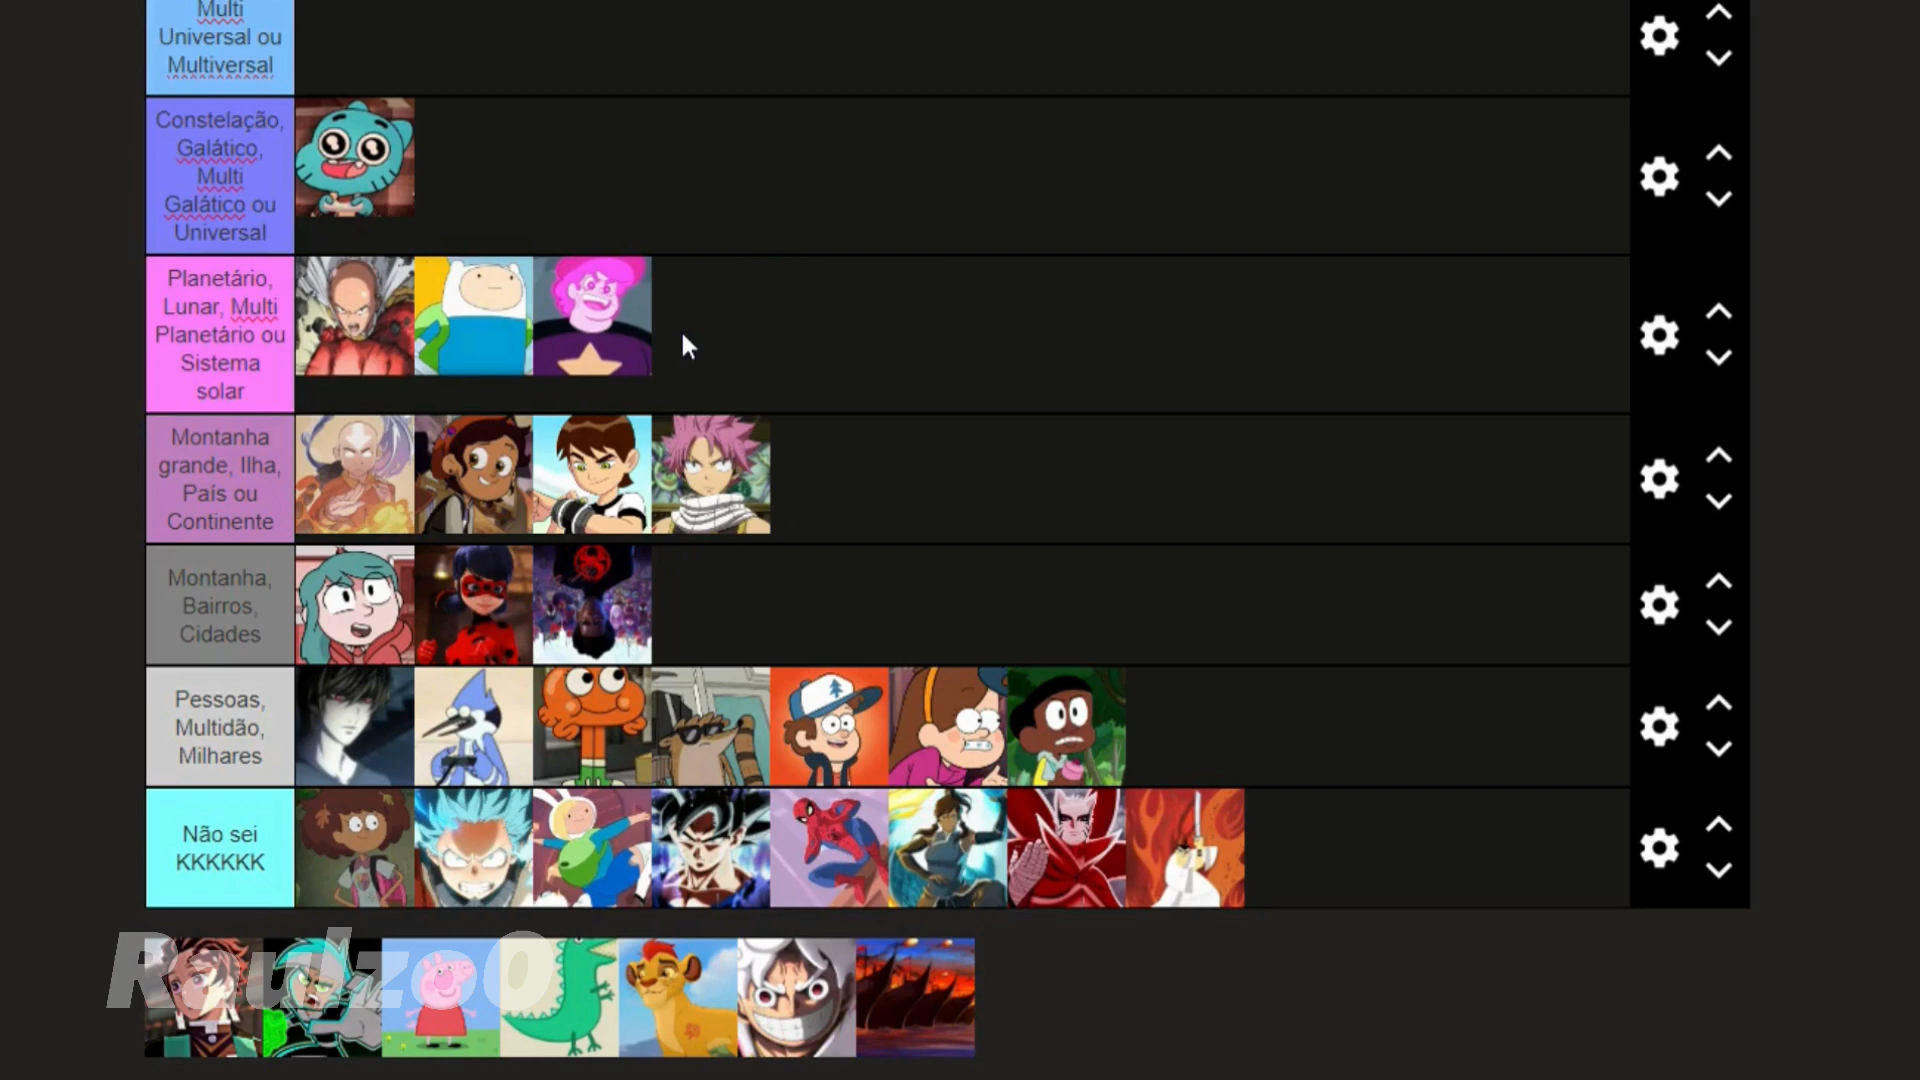 Multi
Universal ou
Multiversal
Constelação,
Galático,
Multi
Galático ou
Universal
Planetário,
Lunar, Multi
Planetário ou
Sistema
solar
Montanha
grande, Ilha,
País ou
Continente
Montanha,
Bairros,
Cidades
Pessoas,
Multidão,
Milhares
Não sei
KKKKKK